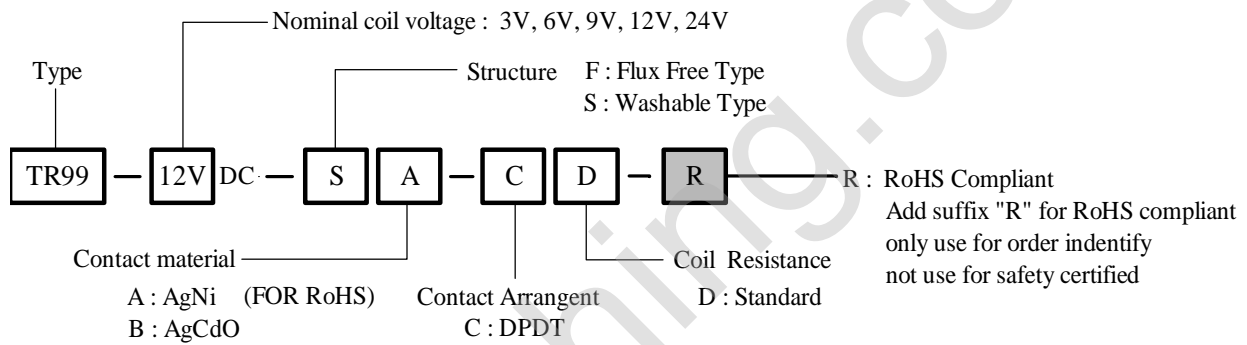 Nominal coil voltage : 3V, 6V, 9V, 12V, 24V
Type
Structure F : Flux Free Type
S : Washable Type
TR99 - 12V DC - S A - C D - R
R : RoHS Compliant
Add suffix "R" for RoHS compliant
only use for order indentify
not use for safety certified
Contact material
A : AgNi (FOR RoHS)
B : AgCdO
Contact Arrangent
C : DPDT
Coil Resistance
D : Standard
hing.co